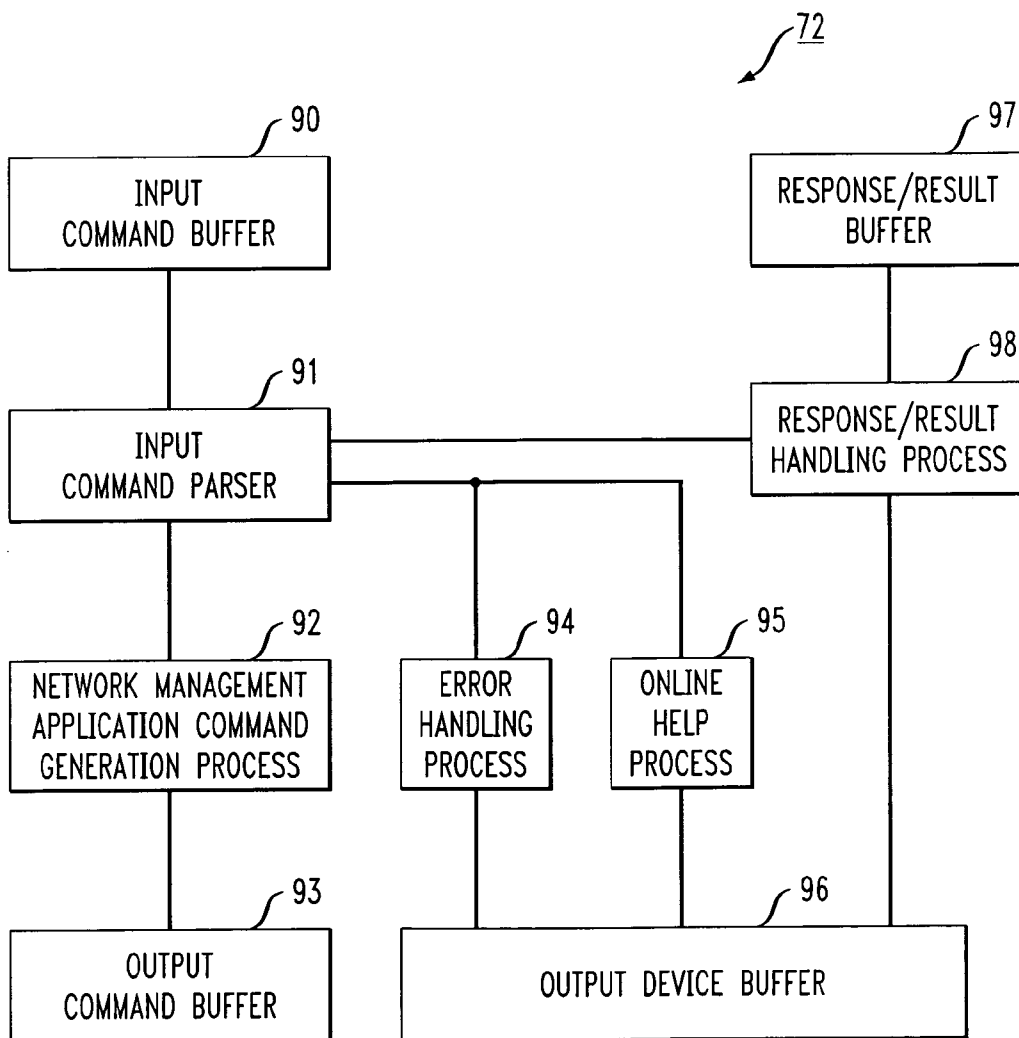 72
90
INPUT
COMMAND BUFFER
97
RESPONSE/RESULT
BUFFER
91
INPUT
COMMAND PARSER
98
RESPONSE/RESULT
HANDLING PROCESS
92
NETWORK MANAGEMENT
APPLICATION COMMAND
GENERATION PROCESS
94
ERROR
HANDLING
PROCESS
95
ONLINE
HELP
PROCESS
93
OUTPUT
COMMAND BUFFER
96
OUTPUT DEVICE BUFFER